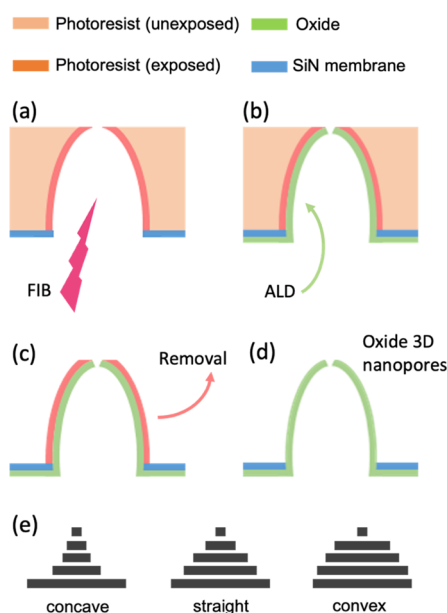 Photoresist (unexposed)
Oxide
Photoresist (exposed)
SiN membrane
(a)
(b)
FIB
ALD
(c)
Removal
(d)
Oxide 3D
nanopores
(e)
concave
straight
convex